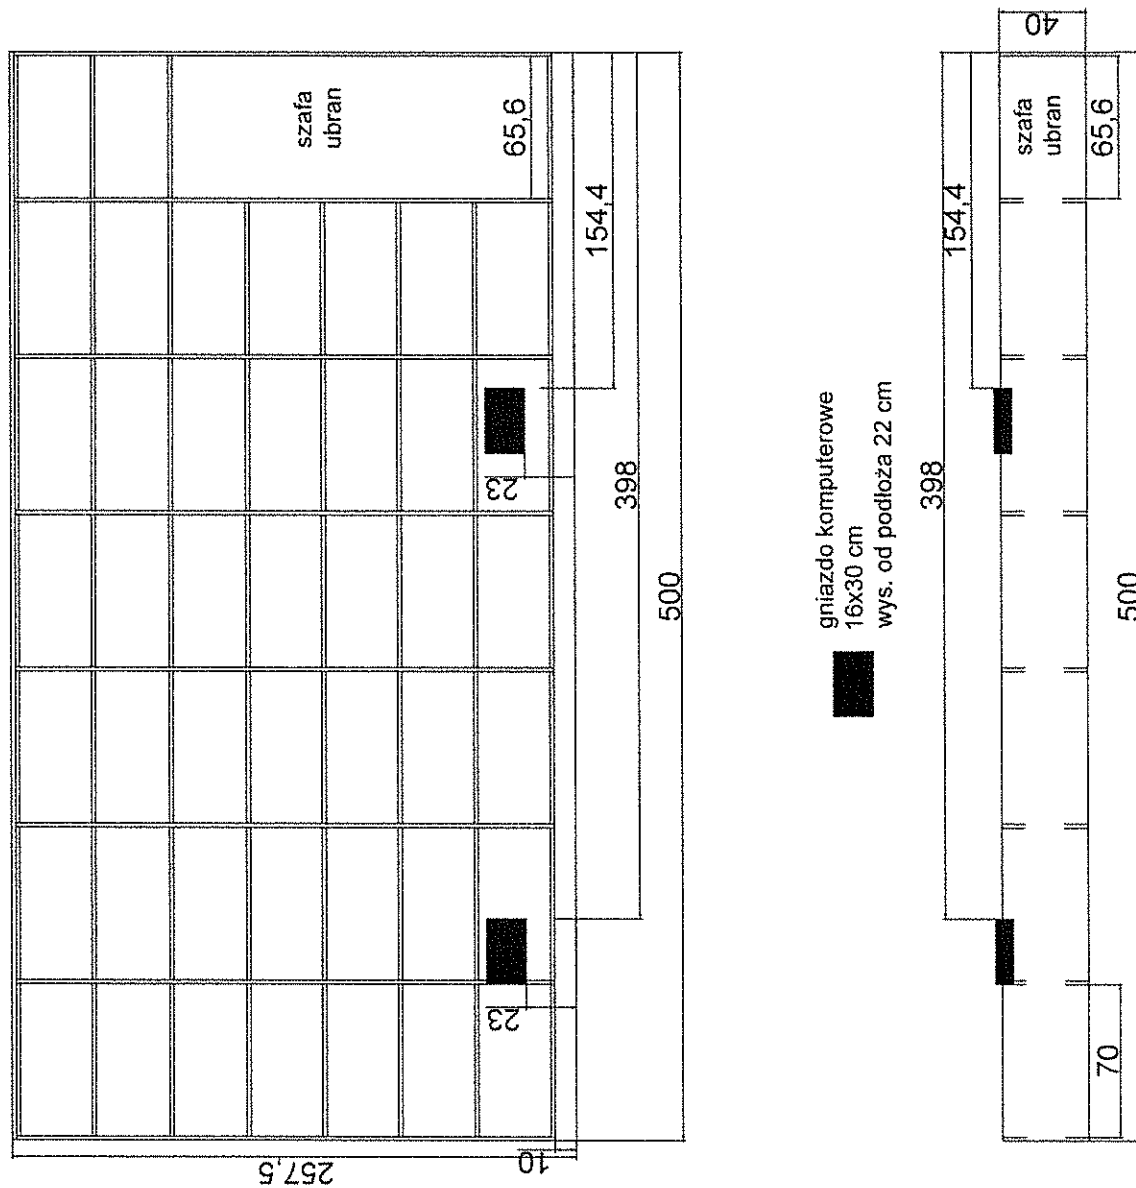 szafa
ubran
65,6
154,4
23
398
500
23
10
257,5
gniazdo komputerowe
16x30 cm
wys. od podłoża 22 cm
40
szafa
ubran
65,6
154,4
398
70
500